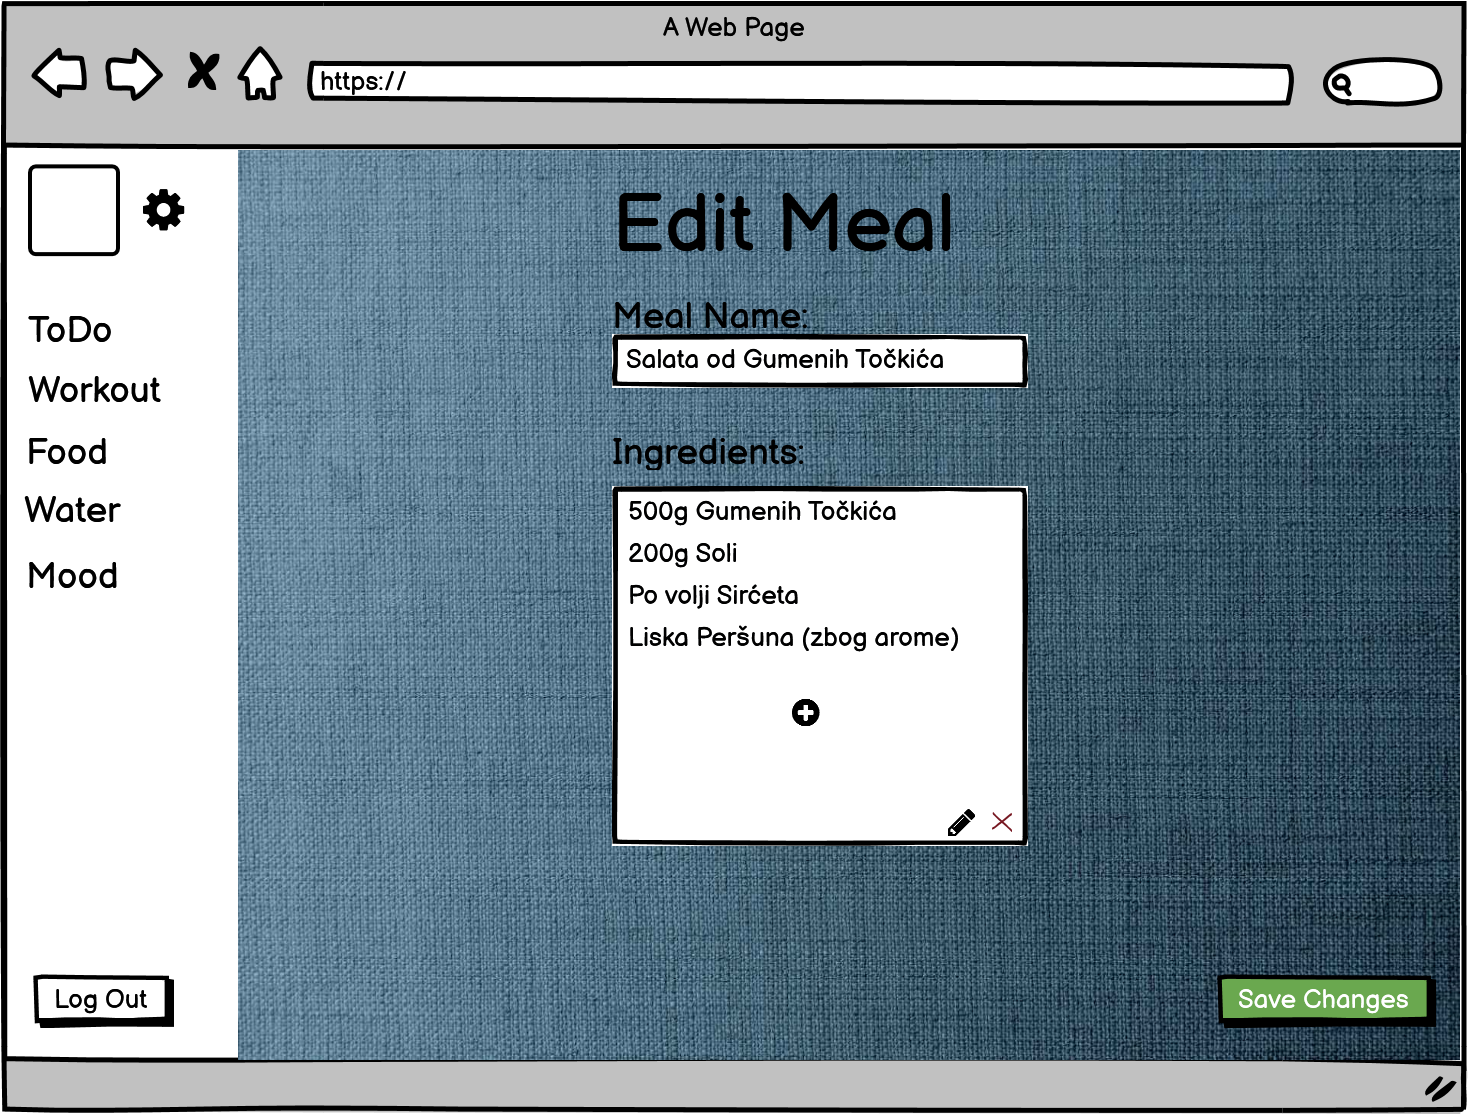 A Web Page
https://
Edit Meal
Meal Name:
Salata od Gumenih Točkića
ToDo
Workout
Food
Water
Mood
Ingredients:
500g Gumenih Točkića
200g Soli
Po volji Sirćeta
Liska Peršuna (zbog arome)
Log Out
Save Changes